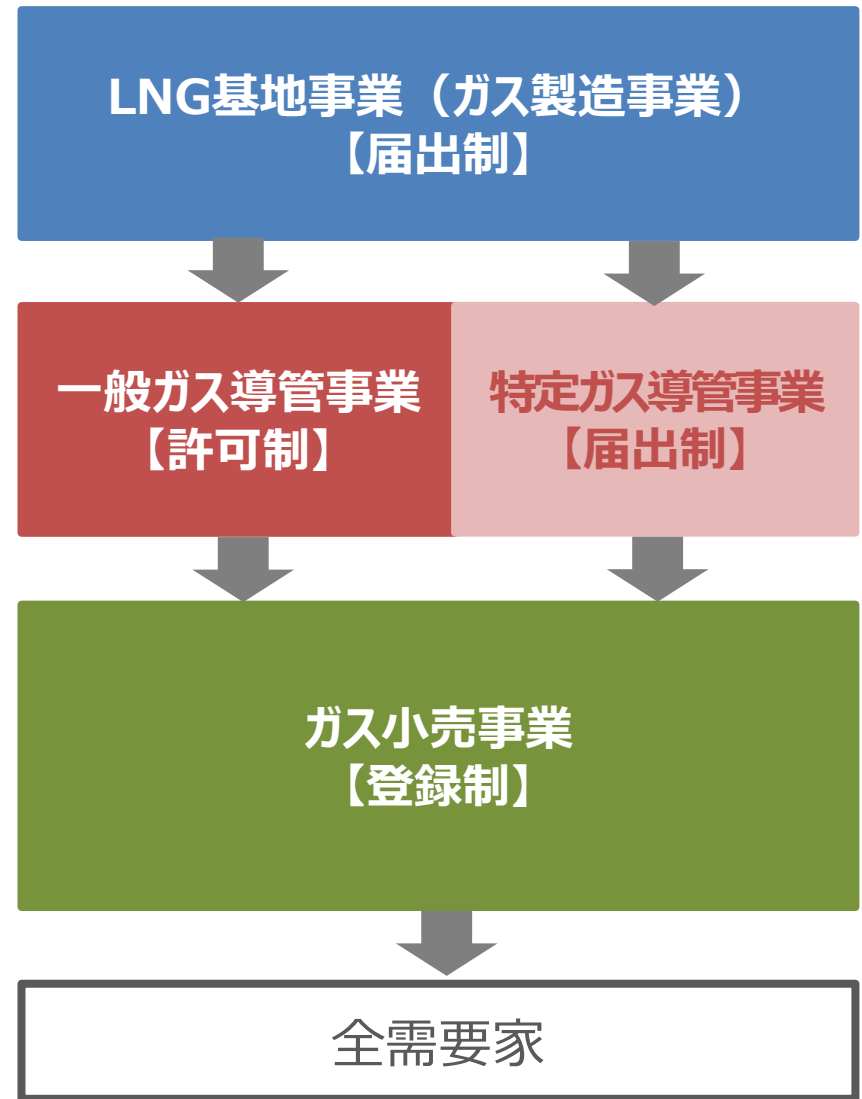 LNG基地事業（ガス製造事業）
【届出制】
一般ガス導管事業
【許可制】
特定ガス導管事業
【届出制】
ガス小売事業
【登録制】
全需要家